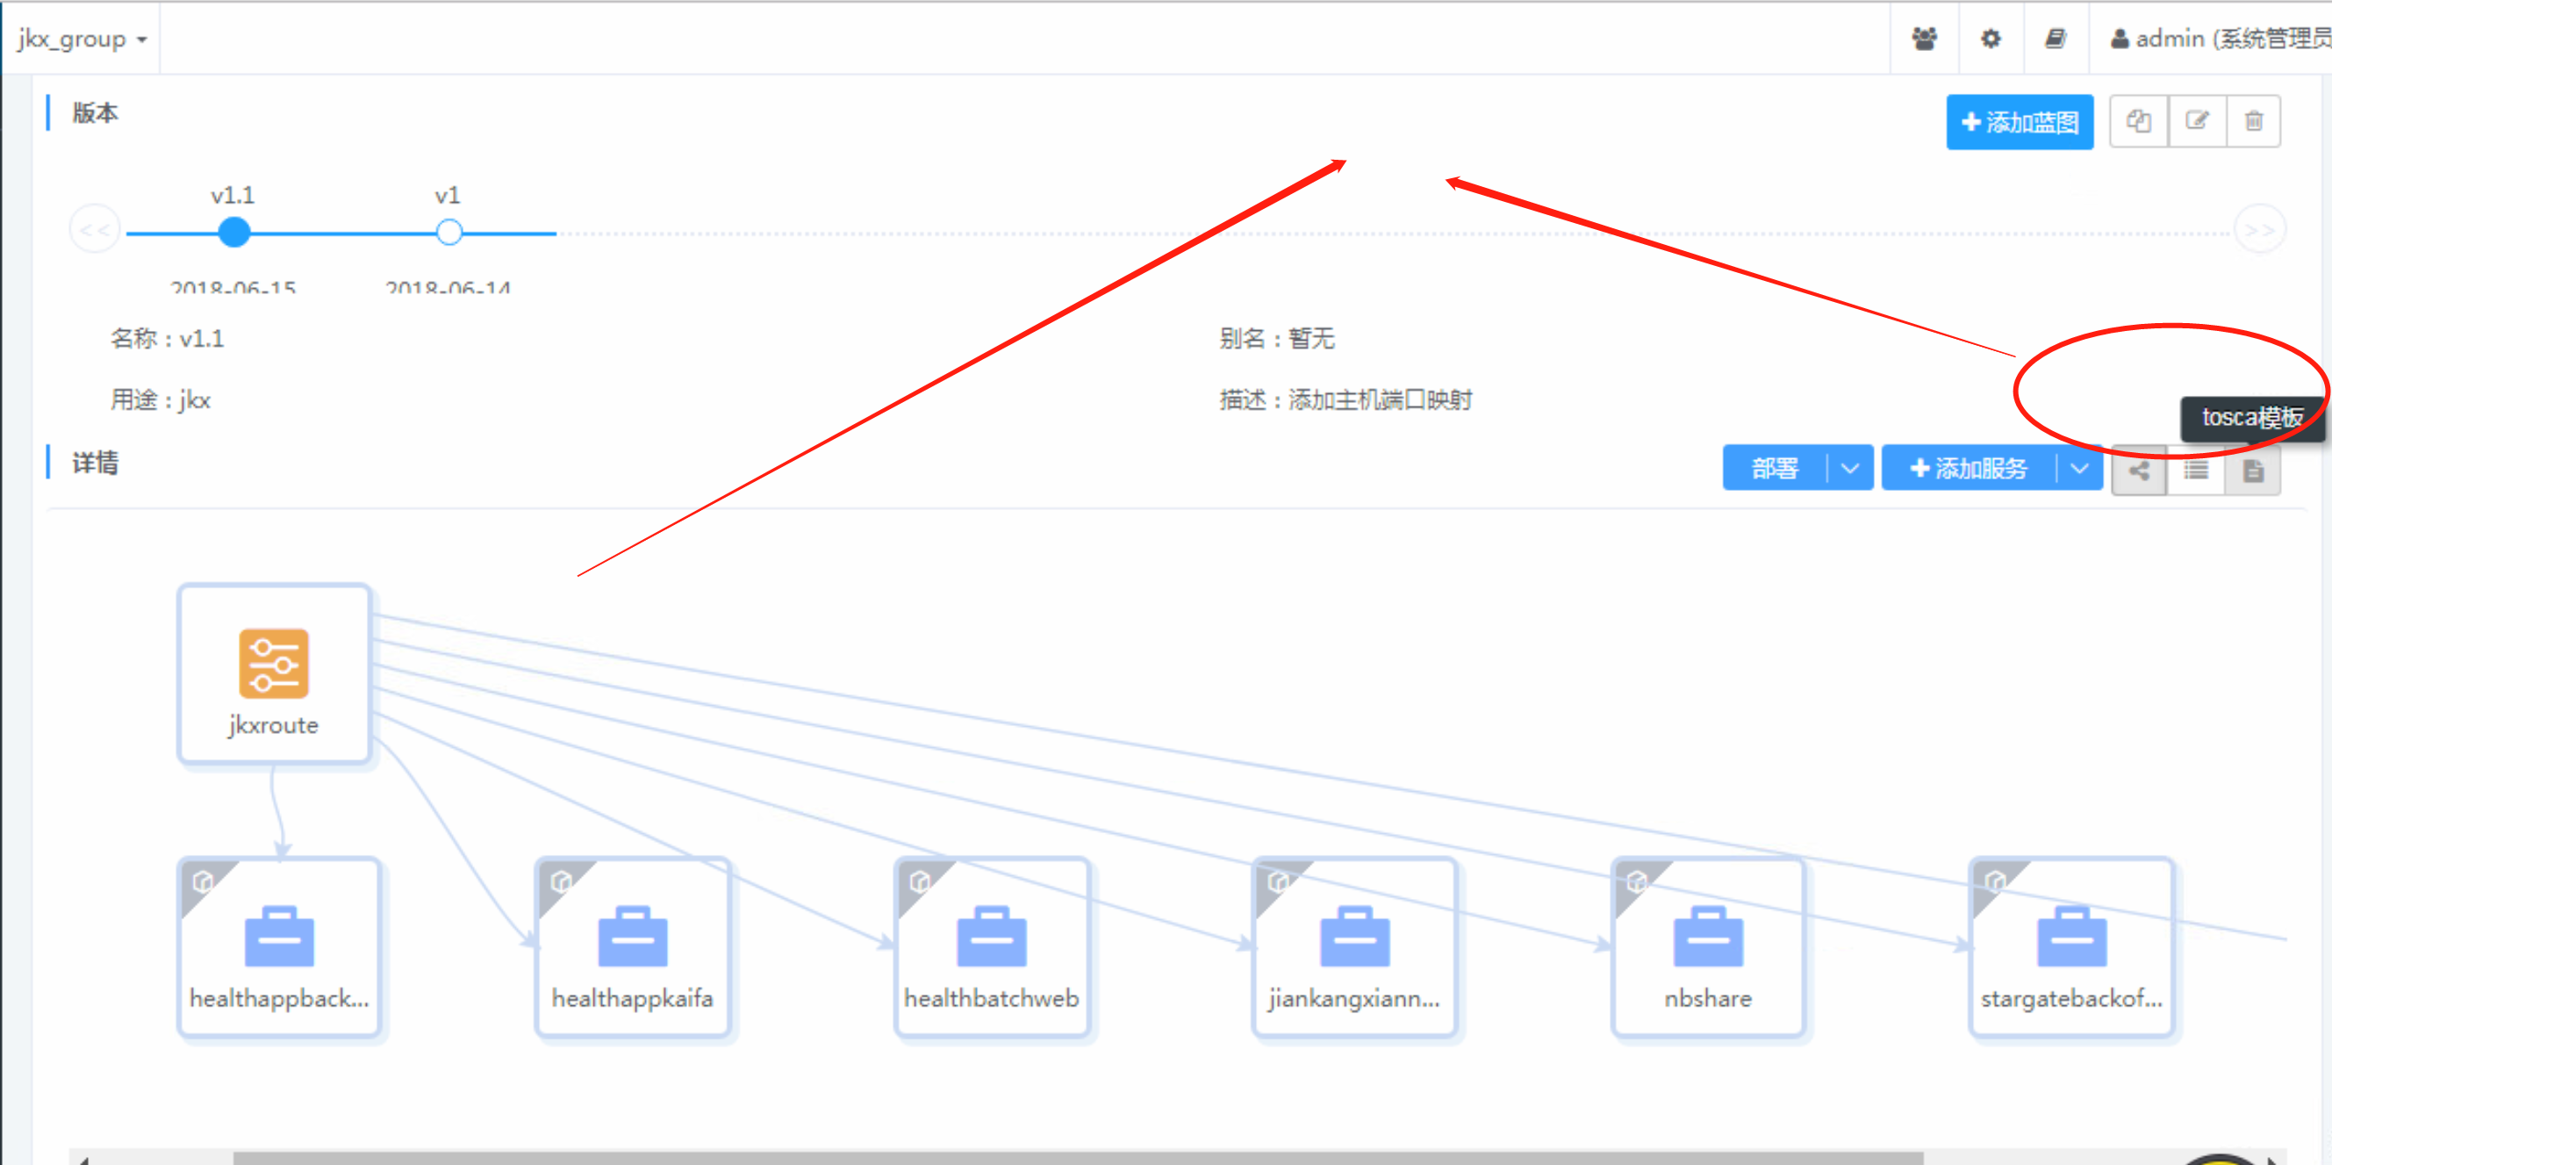 jkx_group
admin (系统管理员
版本
添加蓝图
v1.1
v1
<<
>>
2018-06-15
2018-06-14
名称：v1.1
别名：暂无
用途：jkx
描述：添加主机端口映射
tosca模板
详情
部署
添加服务
jkxroute
healthappback...
healthappkaifa
healthbatchweb
jiankangxiann...
nbshare
stargatebackof...